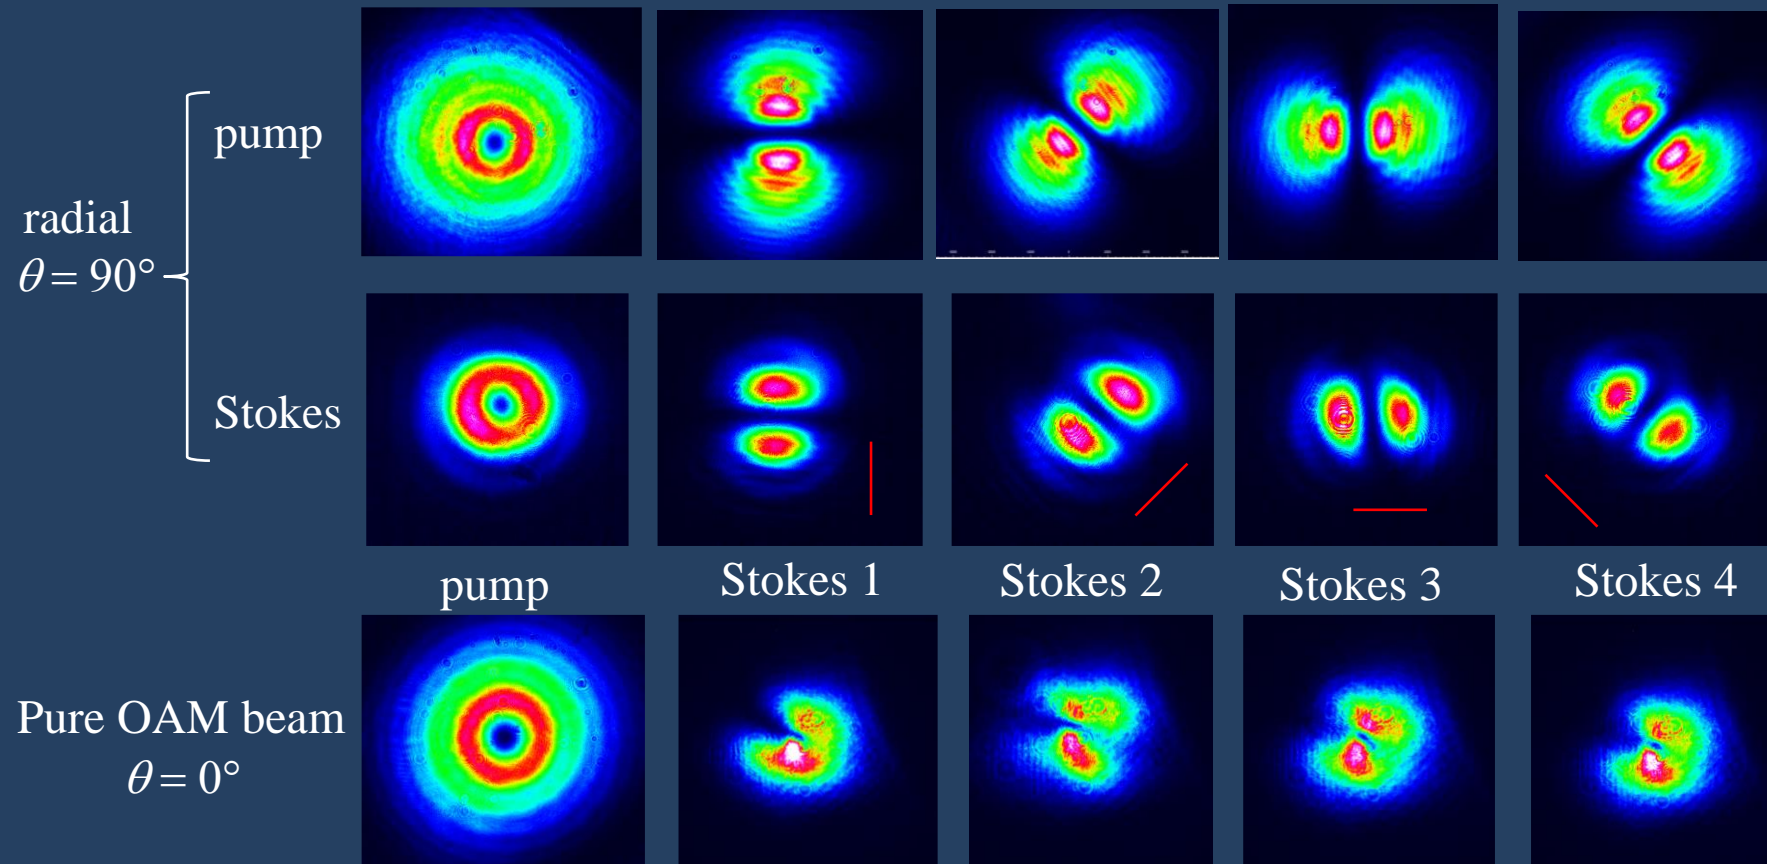 pump
radial
θ = 90°
Stokes
pump
Stokes 1
Stokes 2
Stokes 3
Stokes 4
Pure OAM beam
θ = 0°